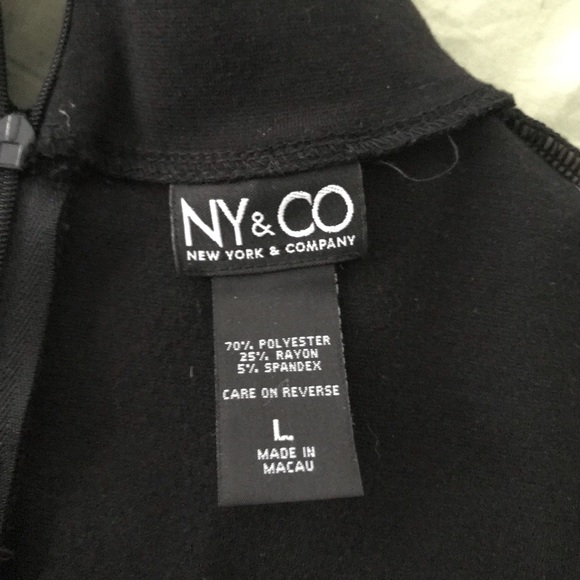 NY&CO
NEW YORK & COMPANY
70% POLYESTER
25% RAYON
5% SPANDEX
CARE ON REVERSE
L
MADE IN
MACAU